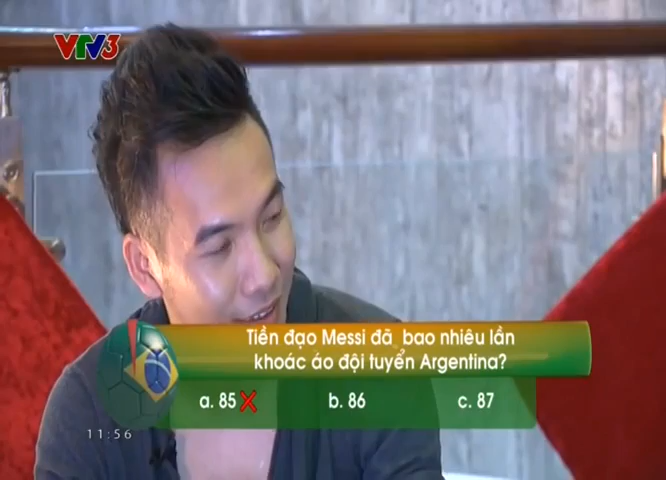 VTV3
Tiền đạo Messi đã bao nhiêu lần
khoác áo đội tuyển Argentina?
a. 85 b. 86 c. 87
11:56